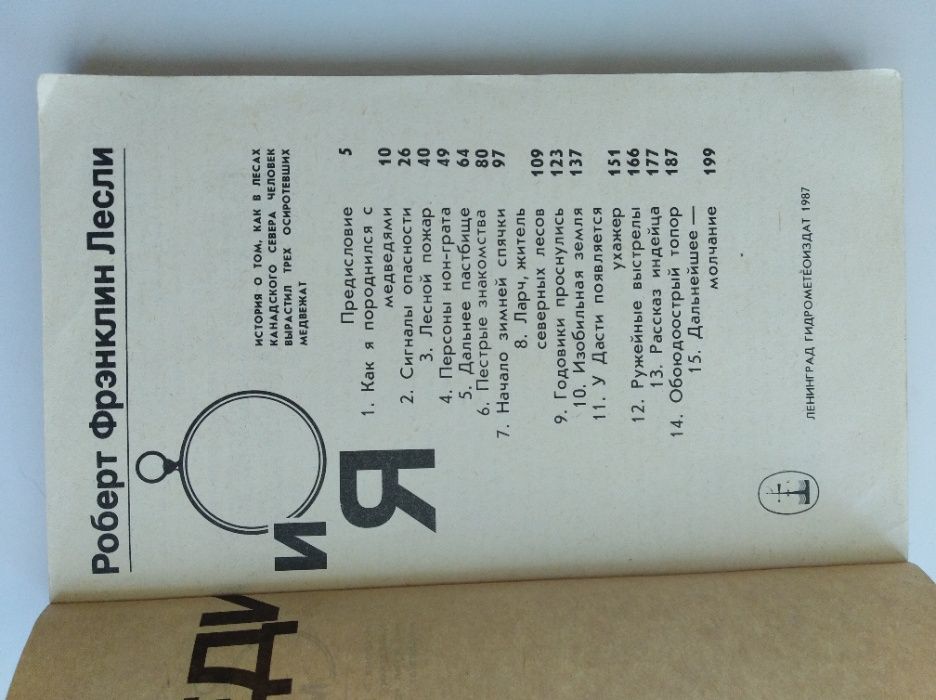 Роберт Фрэнклин Лесли
ИСТОРИЯ О ТОМ, КАК В ЛЕСАХ
КАНАДСКОГО СЕВЕРА ЧЕЛОВЕК
ВЫРАСТИЛ ТРЕХ ОСИРОТЕВШИХ
МЕДВЕЖАТ
и
Я
Предисловие 5
1. Как я породнился с
медведями 10
2. Сигналы опасности 26
3. Лесной пожар 40
4. Персоны нон-грата 49
5. Дальнее пастбище 64
6. Пестрые знакомства 80
7. Начало зимней спячки 97
8. Ларч, житель
северных лесов 109
9. Годовики проснулись 123
10. Изобильная земля 137
11. У Дасти появляется
ухажер 151
12. Ружейные выстрелы 166
13. Рассказ индейца 177
14. Обоюдоострый топор 187
15. Дальнейшее —
молчание 199
ЛЕНИНГРАД ГИДРОМЕТЕОИЗДАТ 1987